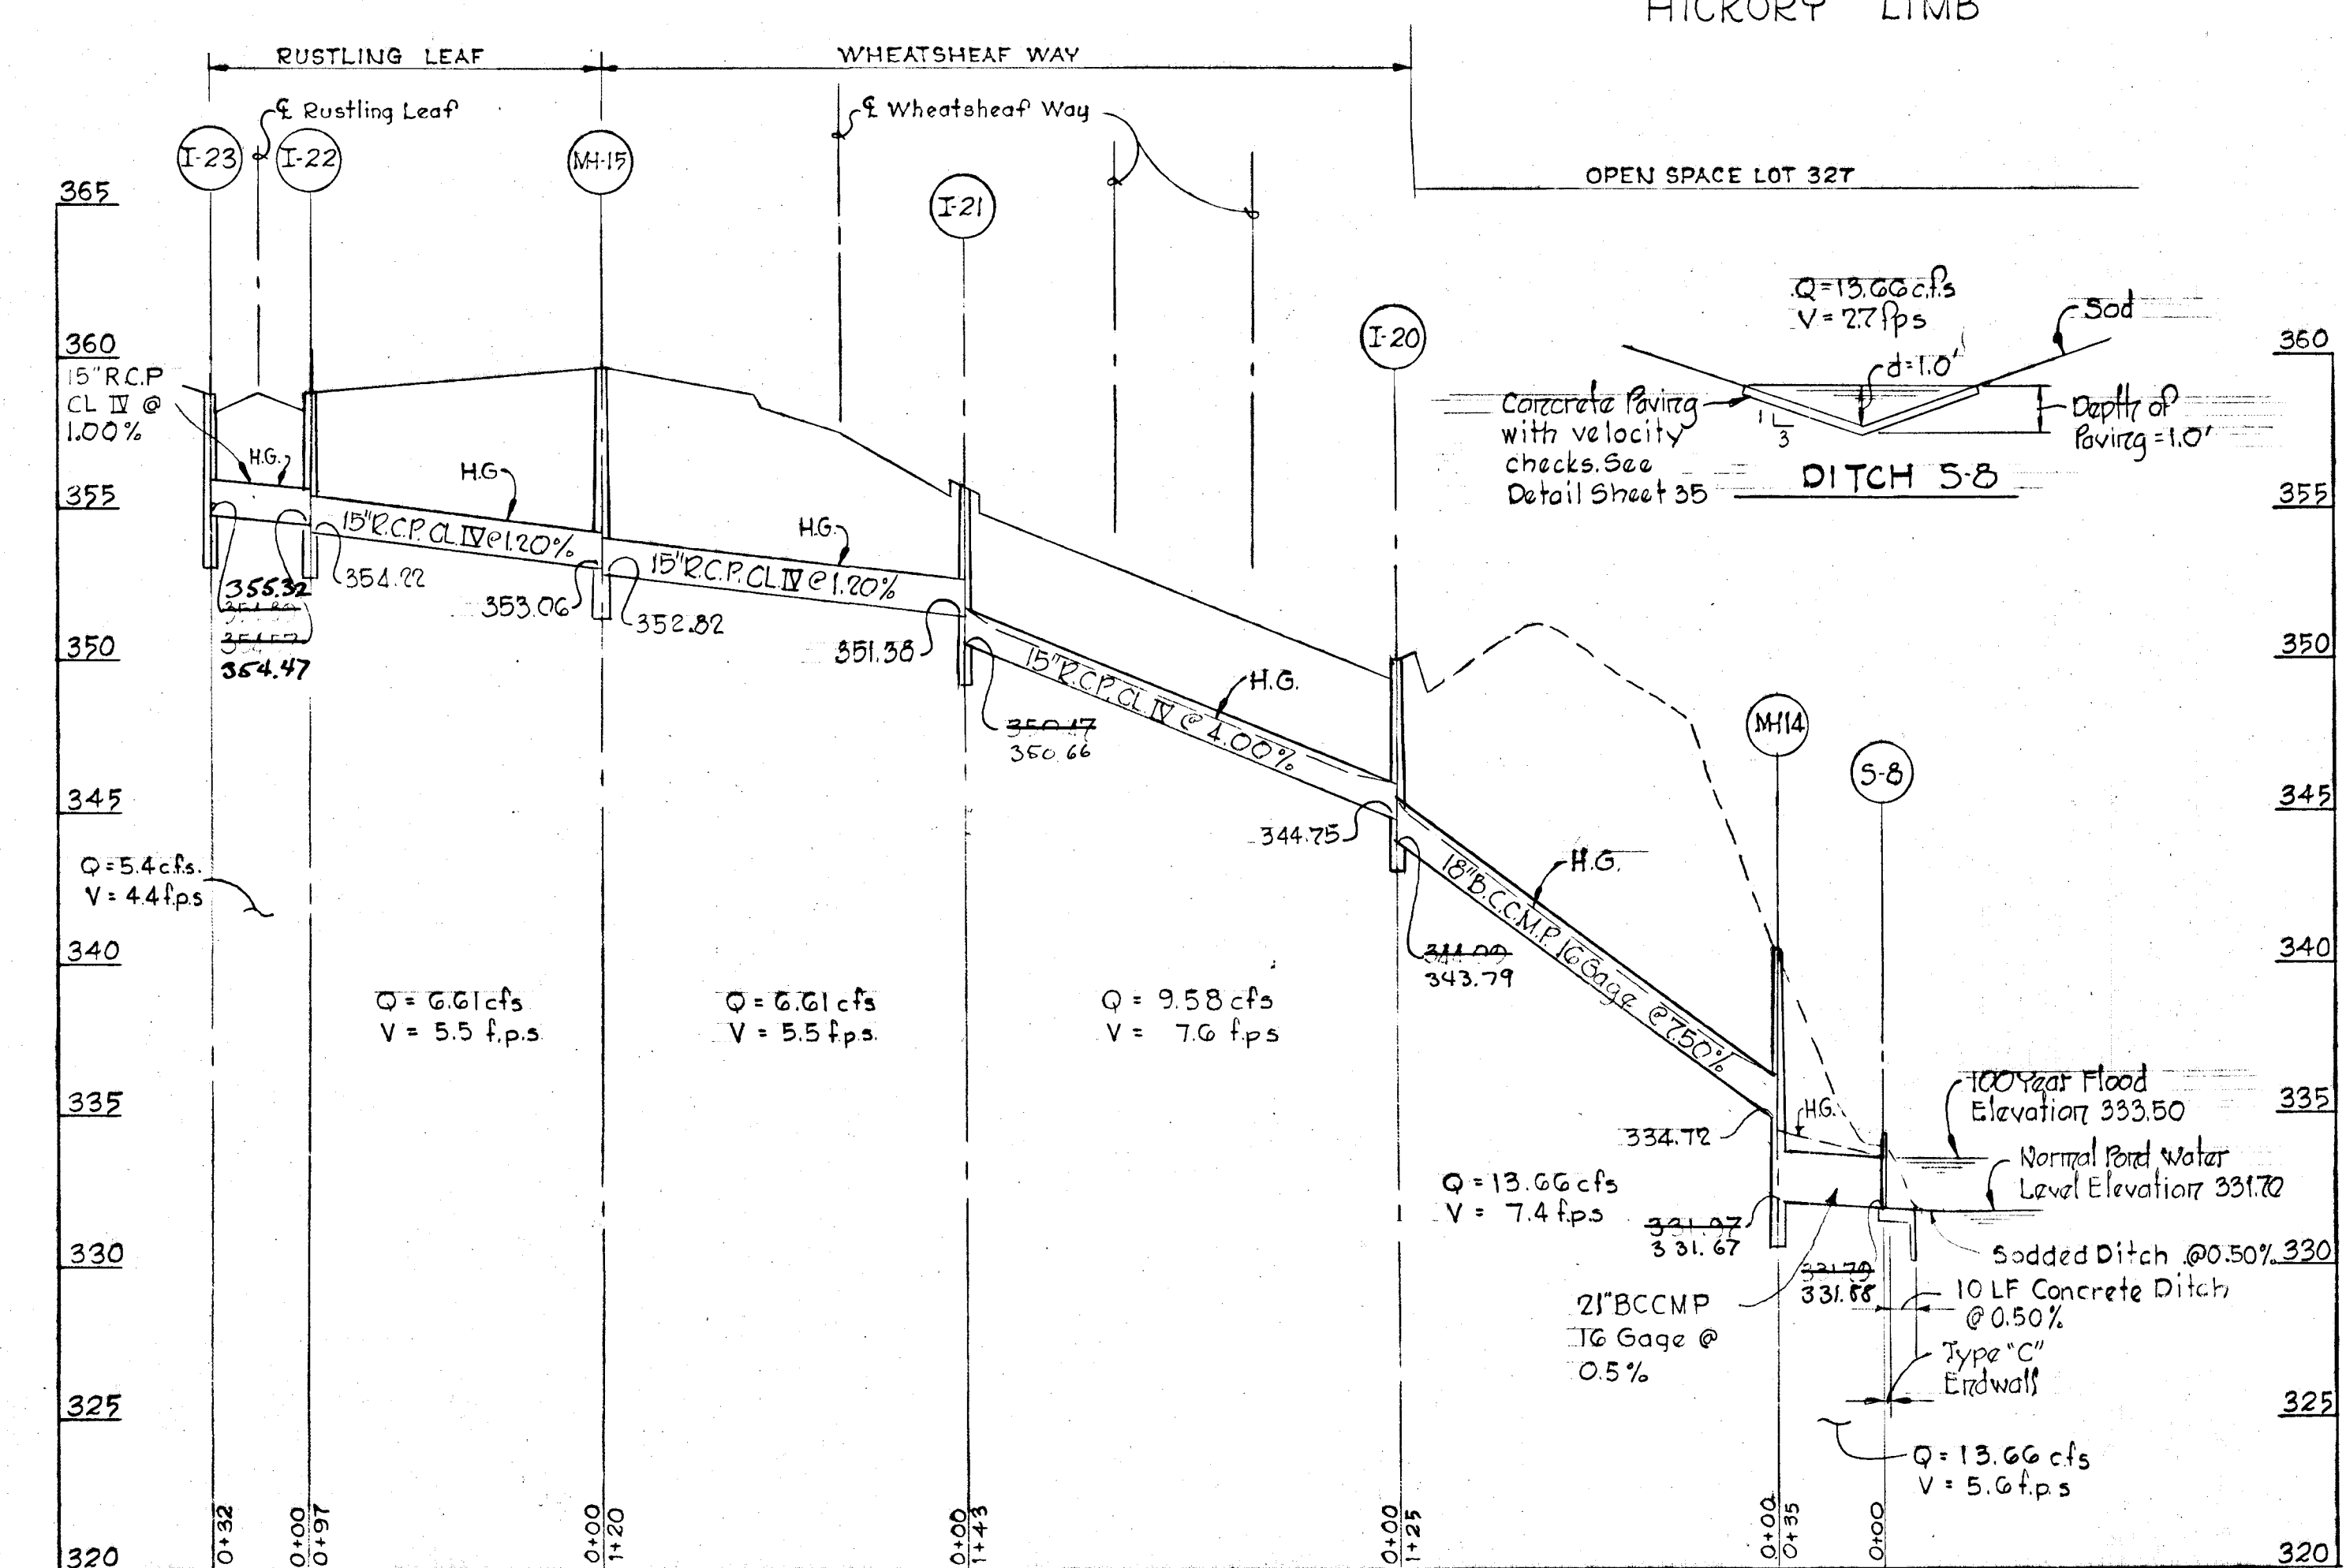 HICKORY LIMB
RUSTLING LEAF
WHEATSHEAF WAY
℄ Rustling Leaf
℄ Wheatsheaf Way
I-23
I-22
MH-15
I-21
I-20
MH14
S-8
OPEN SPACE LOT 327
365
360
355
350
345
340
335
330
325
320
360
355
350
345
340
335
330
325
320
Q=13.66 c.f.s
V=2.7 fps
Sod
d=1.0'
Concrete Paving
with velocity
checks. See
Detail Sheet 35
1
3
Depth of
Paving=1.0'
DITCH S-8
15" R.C.P
CL IV @
1.00%
H.G.
H.G.
H.G.
H.G.
H.G.
H.G.
15" R.C.P. CL. IV @ 1.20%
15" R.C.P. CL. IV @ 1.20%
15" R.C.P. CL. IV @ 4.00%
18" B.C.C.M.P. 16 Gage @ 7.50%
355.32
354.47
354.22
353.06
352.82
351.38
350.47
350.66
344.75
344.09
343.79
334.72
331.97
331.67
331.79
331.88
Q=5.4 c.f.s.
V=4.4 f.p.s
Q = 6.61 cfs
V = 5.5 f.p.s.
Q = 6.61 cfs
V = 5.5 f.p.s.
Q = 9.58 cfs
V = 7.6 f.p.s
Q = 13.66 cfs
V = 7.4 f.p.s
100 Year Flood
Elevation 333.50
Normal Pond Water
Level Elevation 331.70
Sodded Ditch @0.50%
10 LF Concrete Ditch
@ 0.50%
Type "C"
Endwall
21" BCCMP
16 Gage @
0.5%
Q = 13.66 cfs
V = 5.6 f.p.s
0+32
0+00
0+97
0+00
1+20
0+00
1+43
0+00
1+25
0+00
0+35
0+00